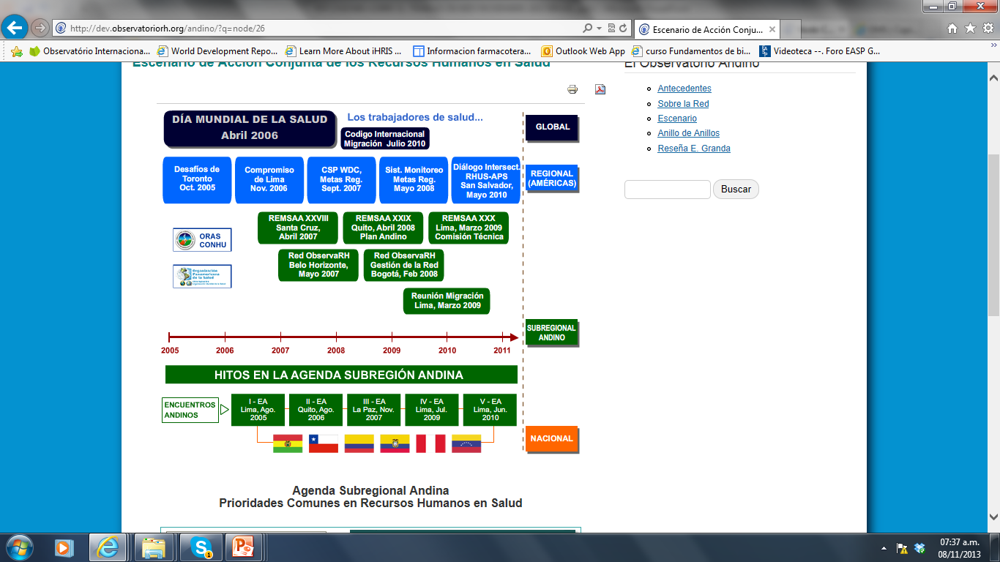 http://dev.observatoriorh.org/andino/?q=node/26
Escenario de Acción Conju...
Observatório Internaciona...
World Development Repo...
Learn More About iHRIS ...
Informacion farmacotera...
Outlook Web App
curso Fundamentos de bi...
Videoteca --. Foro EASP G...
Escenario de Acción Conjunta de los Recursos Humanos en Salud
El Observatorio Andino
Antecedentes
Sobre la Red
Escenario
Anillo de Anillos
Reseña E. Granda
Buscar
DÍA MUNDIAL DE LA SALUD
Abril 2006
Los trabajadores de salud...
Codigo Internacional
Migración Julio 2010
GLOBAL
Desafíos de
Toronto
Oct. 2005
Compromiso
de Lima
Nov. 2006
CSP WDC,
Metas Reg.
Sept. 2007
Sist. Monitoreo
Metas Reg.
Mayo 2008
Diálogo Intersect.
RHUS-APS
San Salvador,
Mayo 2010
REGIONAL
(AMÉRICAS)
REMSAA XXVIII
Santa Cruz,
Abril 2007
REMSAA XXIX
Quito, Abril 2008
Plan Andino
REMSAA XXX
Lima, Marzo 2009
Comisión Técnica
ORAS
CONHU
Red ObservaRH
Belo Horizonte,
Mayo 2007
Red ObservaRH
Gestión de la Red
Bogotá, Feb 2008
Organización
Panamericana
de la Salud
Reunión Migración
Lima, Marzo 2009
SUBREGIONAL
ANDINO
2005 2006 2007 2008 2009 2010 2011
HITOS EN LA AGENDA SUBREGIÓN ANDINA
ENCUENTROS
ANDINOS
I - EA
Lima, Ago.
2005
II - EA
Quito, Ago.
2006
III - EA
La Paz, Nov.
2007
IV - EA
Lima, Jul.
2009
V - EA
Lima, Jun.
2010
NACIONAL
Agenda Subregional Andina
Prioridades Comunes en Recursos Humanos en Salud
1
07:37 a.m.
08/11/2013